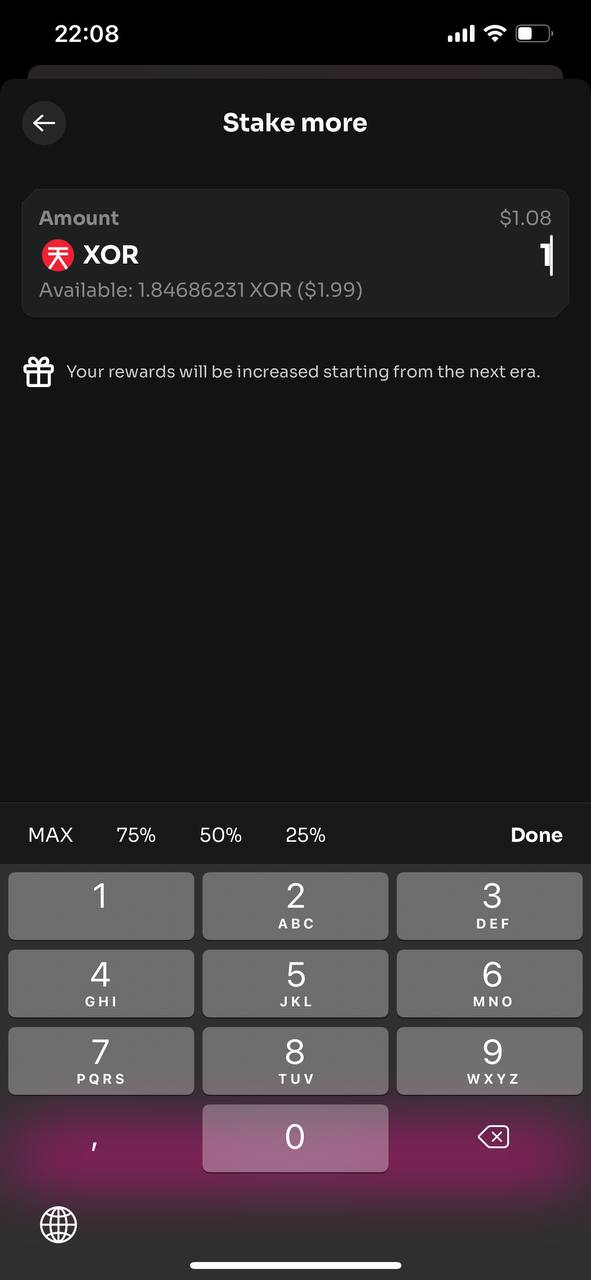 22:08
Stake more
Amount $1.08
XOR 1
Available: 1.84686231 XOR ($1.99)
Your rewards will be increased starting from the next era.
MAX 75% 50% 25% Done
1 2 3
ABC DEF
4 5 6
GHI JKL MNO
7 8 9
PQRS TUV WXYZ
, 0